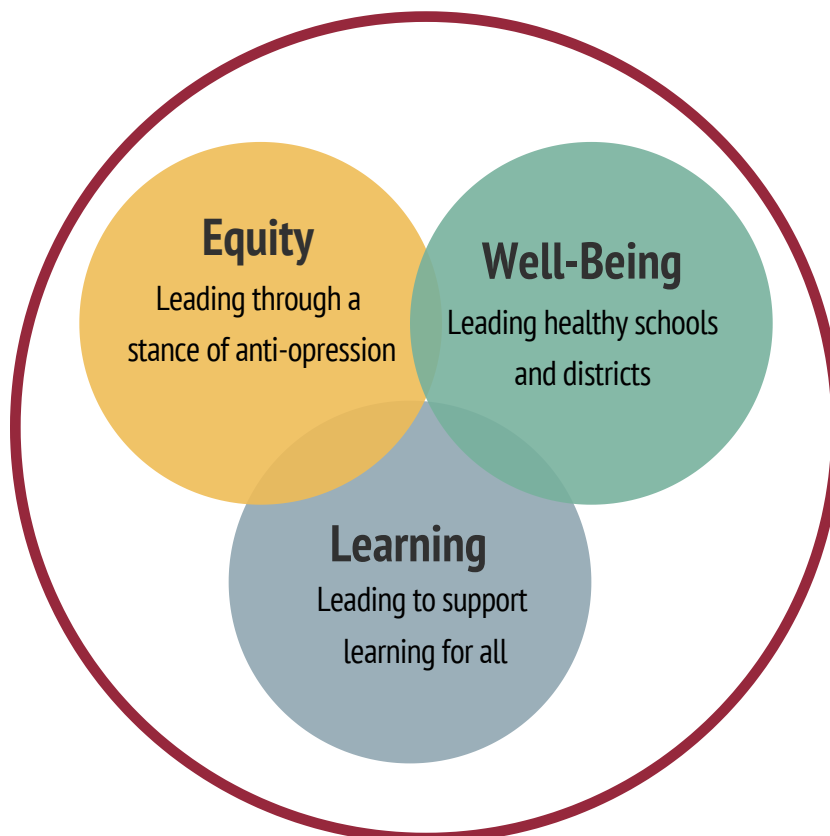 Equity
Leading through a
stance of anti-opression
Well-Being
Leading healthy schools
and districts
Learning
Leading to support
learning for all